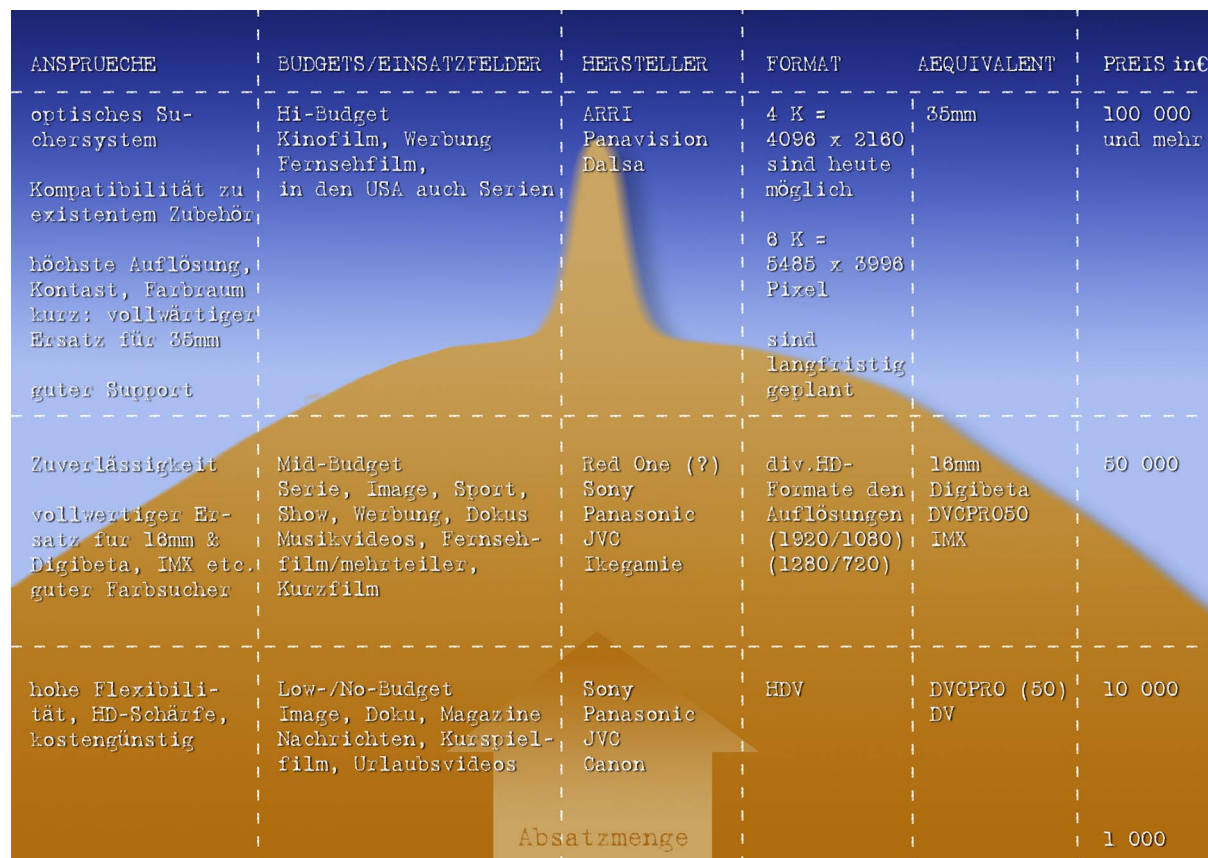 ANSPRUECHE
BUDGETS/EINSATZFELDER
HERSTELLER
FORMAT
AEQUIVALENT
PREIS in€
optisches Su-
chersystem
Kompatibilität zu
existentem Zubehör
höchste Auflösung,
Kontast, Farbraum
kurz: vollwärtiger
Ersatz für 35mm
guter Support
Hi-Budget
Kinofilm, Werbung
Fernsehfilm,
in den USA auch Serien
ARRI
Panavision
Dalsa
4 K =
4096 x 2160
sind heute
möglich
6 K =
5485 x 3996
Pixel
sind
langfristig
geplant
35mm
100 000
und mehr
Zuverlässigkeit
vollwertiger Er-
satz fur 16mm &
Digibeta, IMX etc.
guter Farbsucher
Mid-Budget
Serie, Image, Sport,
Show, Werbung, Dokus
Musikvideos, Fernseh-
film/mehrteiler,
Kurzfilm
Red One (?)
Sony
Panasonic
JVC
Ikegamie
div.HD-
Formate den
Auflösungen
(1920/1080)
(1280/720)
16mm
Digibeta
DVCPRO50
IMX
50 000
hohe Flexibili-
tät, HD-Schärfe,
kostengünstig
Low-/No-Budget
Image, Doku, Magazine
Nachrichten, Kurspiel-
film, Urlaubsvideos
Sony
Panasonic
JVC
Canon
HDV
DVCPRO (50)
DV
10 000
Absatzmenge
1 000